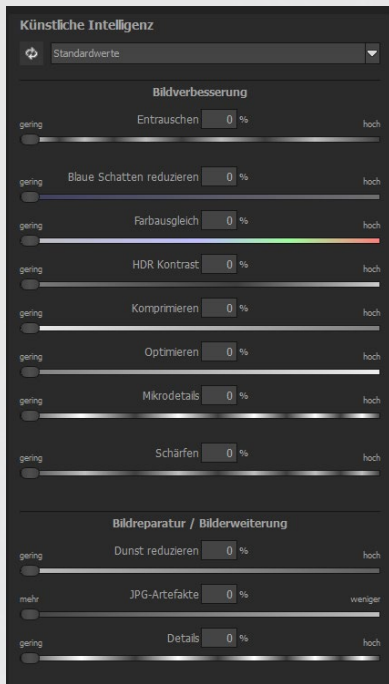 Künstliche Intelligenz
Standardwerte
Bildverbesserung
Entrauschen 0 %
gering hoch
Blaue Schatten reduzieren 0 %
gering hoch
Farbausgleich 0 %
gering hoch
HDR Kontrast 0 %
gering hoch
Komprimieren 0 %
gering hoch
Optimieren 0 %
gering hoch
Mikrodetails 0 %
gering hoch
Schärfen 0 %
gering hoch
Bildreparatur / Bilderweiterung
Dunst reduzieren 0 %
gering hoch
JPG-Artefakte 0 %
mehr weniger
Details 0 %
gering hoch